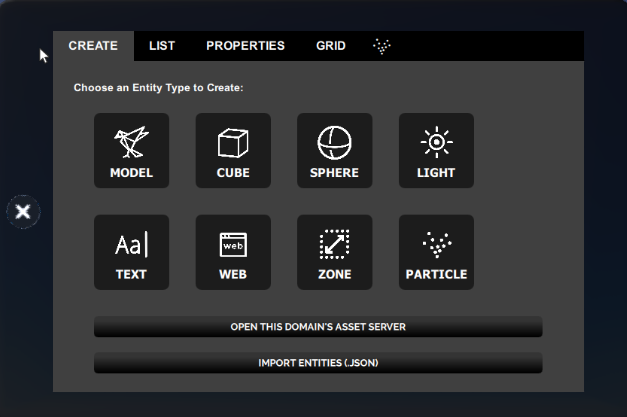 CREATE LIST PROPERTIES GRID
Choose an Entity Type to Create:
MODEL CUBE SPHERE LIGHT
Aa
web
TEXT WEB ZONE PARTICLE
OPEN THIS DOMAIN'S ASSET SERVER
IMPORT ENTITIES (.JSON)